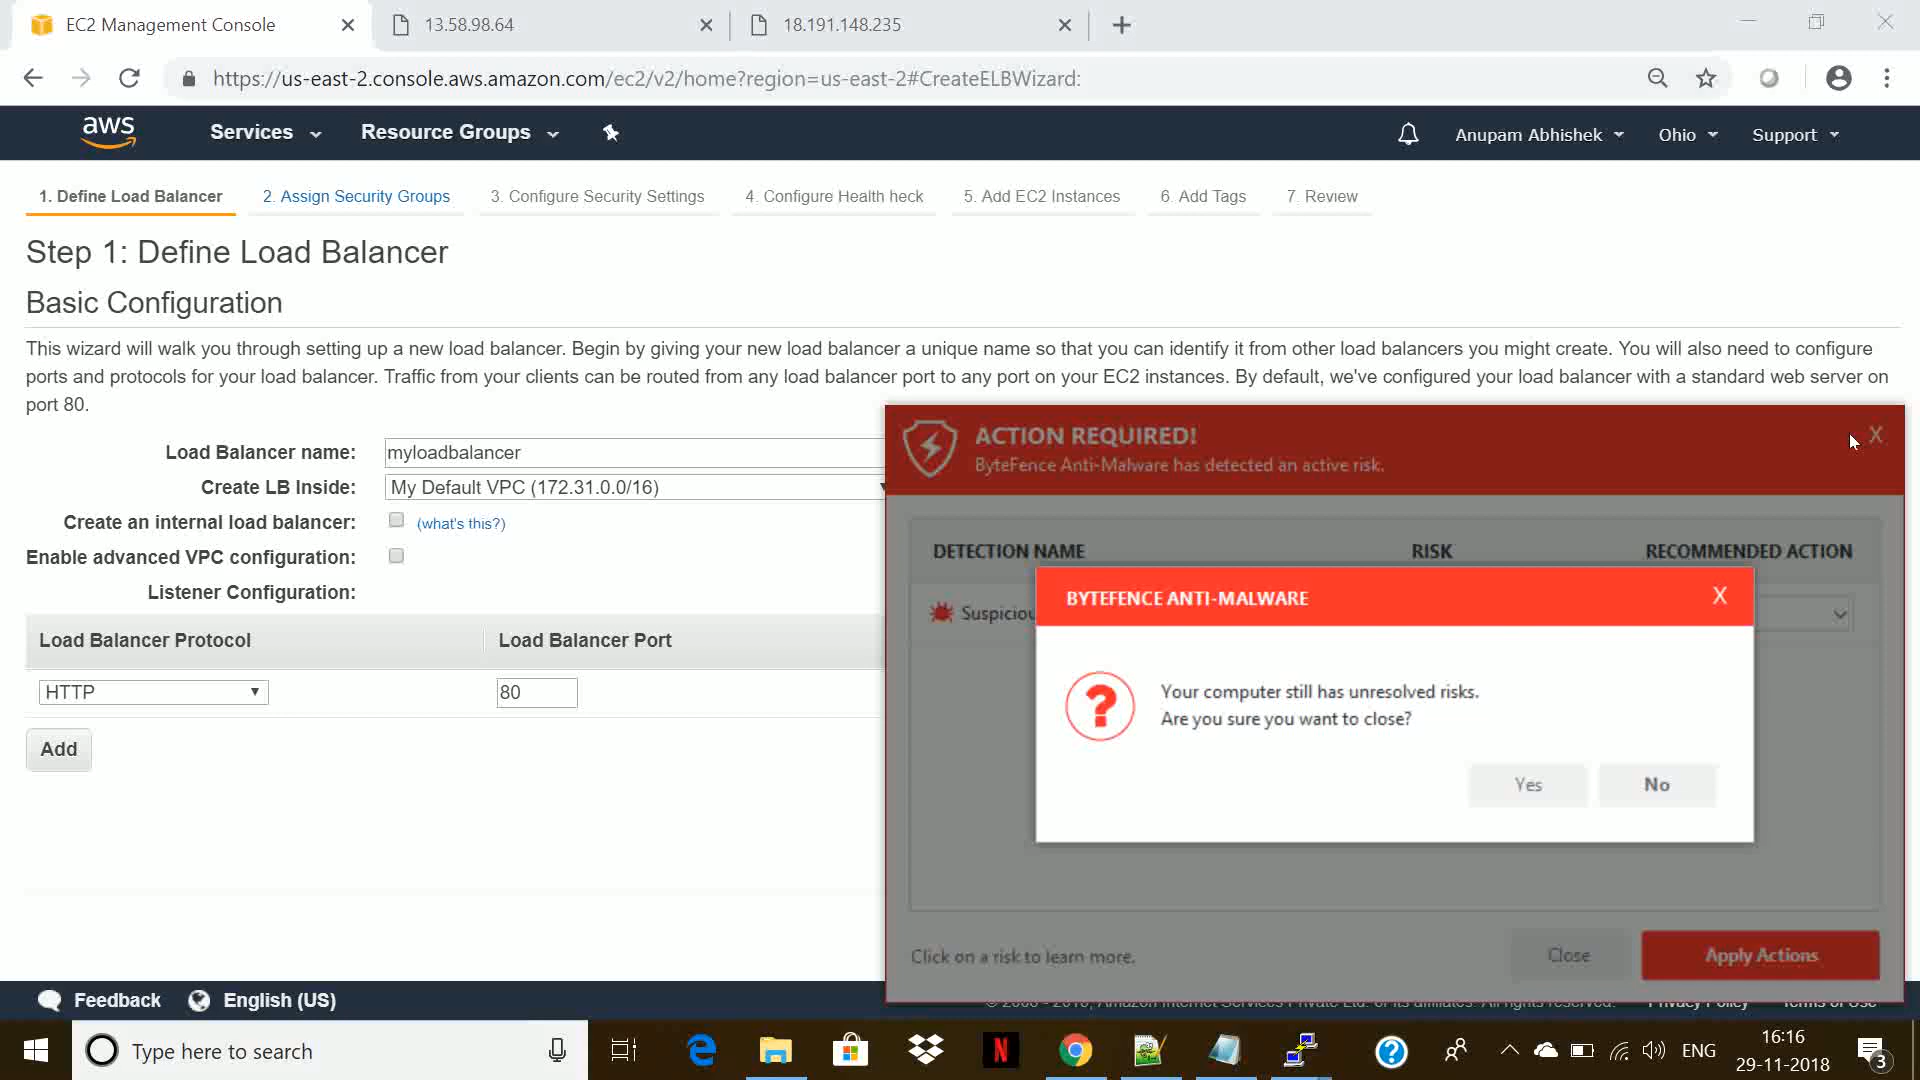 EC2 Management Console
13.58.98.64
18.191.148.235
https://us-east-2.console.aws.amazon.com/ec2/v2/home?region=us-east-2#CreateELBWizard:
aws Services Resource Groups Anupam Abhishek Ohio Support
1. Define Load Balancer 2. Assign Security Groups 3. Configure Security Settings 4. Configure Health heck 5. Add EC2 Instances 6. Add Tags 7. Review
Step 1: Define Load Balancer
Basic Configuration
This wizard will walk you through setting up a new load balancer. Begin by giving your new load balancer a unique name so that you can identify it from other load balancers you might create. You will also need to configure
ports and protocols for your load balancer. Traffic from your clients can be routed from any load balancer port to any port on your EC2 instances. By default, we've configured your load balancer with a standard web server on
port 80.
Load Balancer name: myloadbalancer
Create LB Inside: My Default VPC (172.31.0.0/16)
Create an internal load balancer: (what's this?)
Enable advanced VPC configuration:
Listener Configuration:
Load Balancer Protocol Load Balancer Port
HTTP 80
Add
ACTION REQUIRED! X
ByteFence Anti-Malware has detected an active risk.
DETECTION NAME RISK RECOMMENDED ACTION
BYTEFENCE ANTI-MALWARE X
Your computer still has unresolved risks.
Are you sure you want to close?
Yes No
Click on a risk to learn more. Close Apply Actions
Feedback English (US)
Type here to search
ENG
16:16
29-11-2018
3